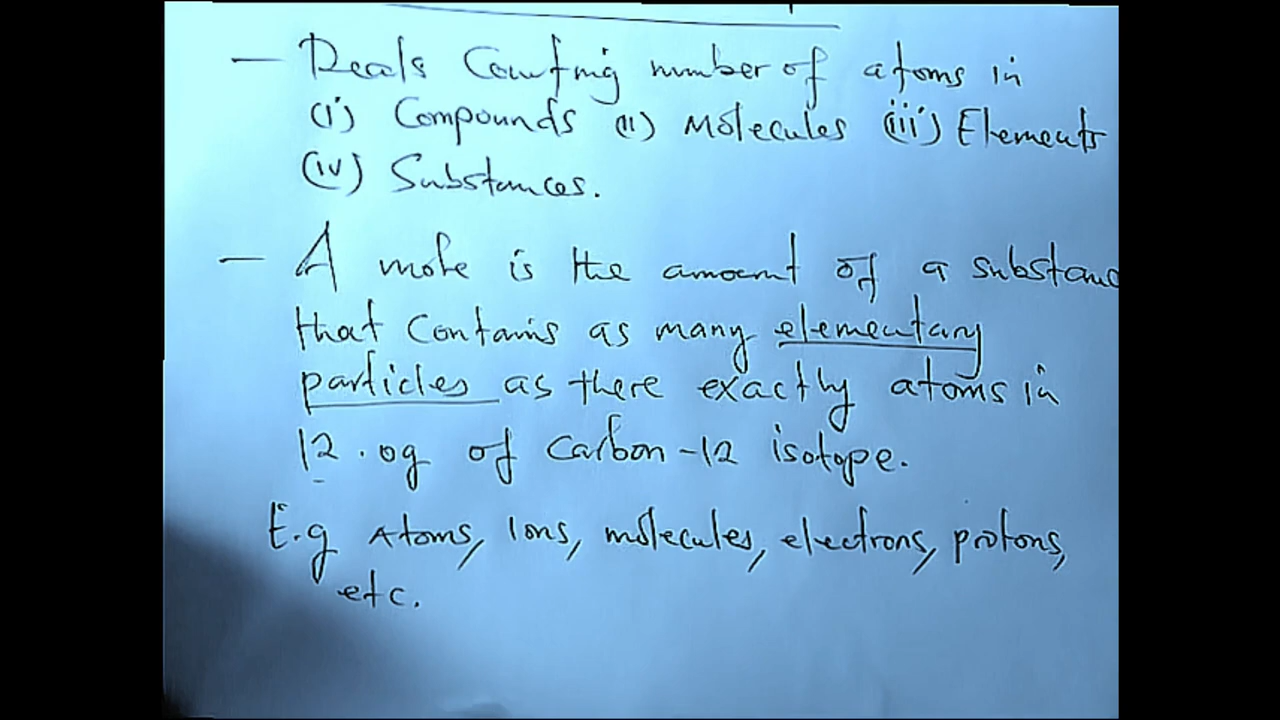 - Deals Counting number of atoms in
(i) Compounds (ii) Molecules (iii) Elements
(iv) Substances.
- A mole is the amount of a substanc
that contains as many elementary
particles as there exactly atoms in
12.0g of Carbon-12 isotope.
E.g Atoms, Ions, molecules, electrons, protons,
etc.